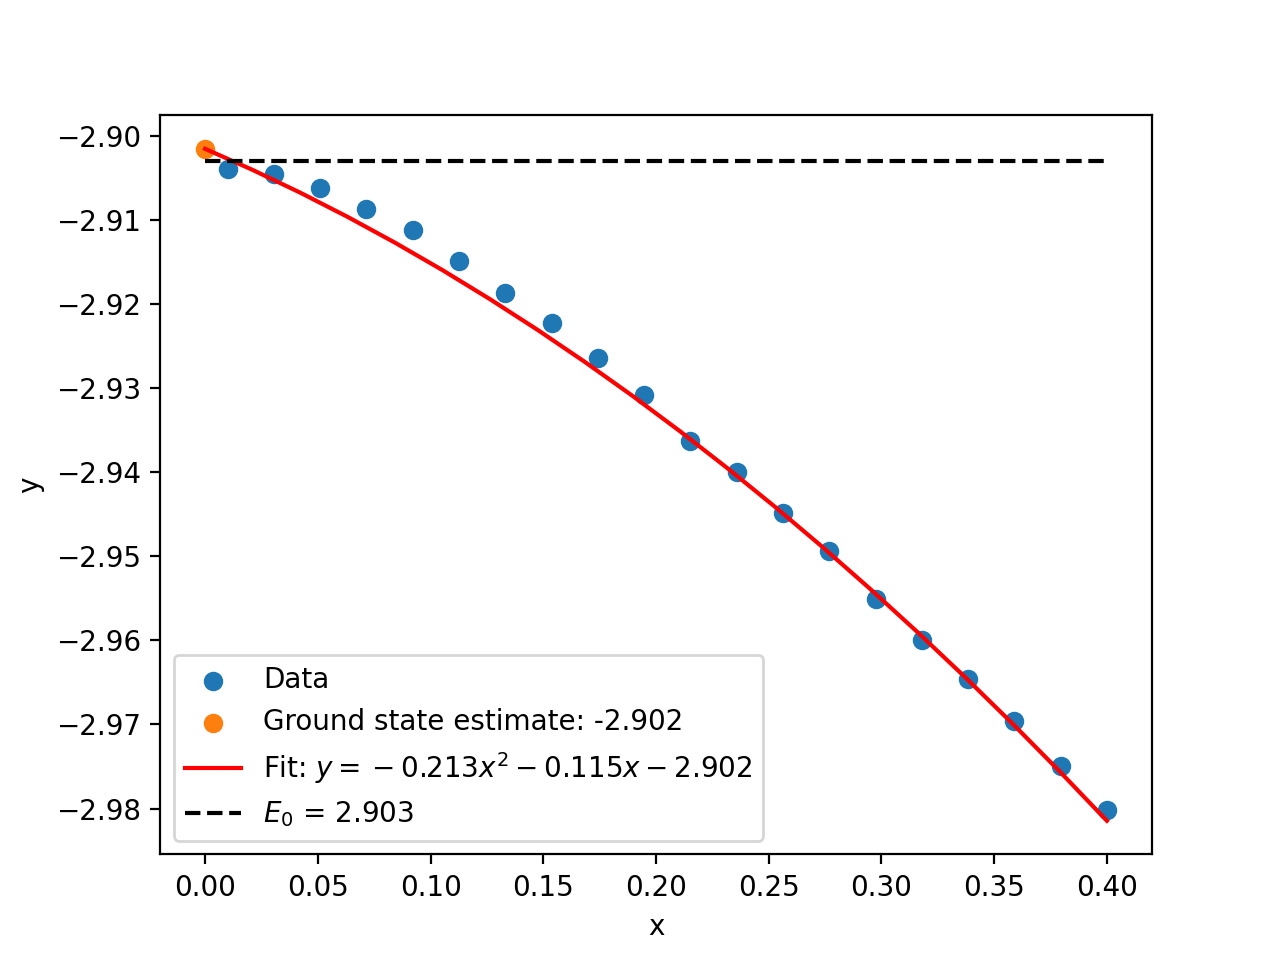 −2.90
−2.91
−2.92
−2.93
−2.94
−2.95
−2.96
−2.97
−2.98
y
Data
Ground state estimate: -2.902
Fit: y = −0.213x² − 0.115x − 2.902
E₀ = 2.903
0.00 0.05 0.10 0.15 0.20 0.25 0.30 0.35 0.40
x